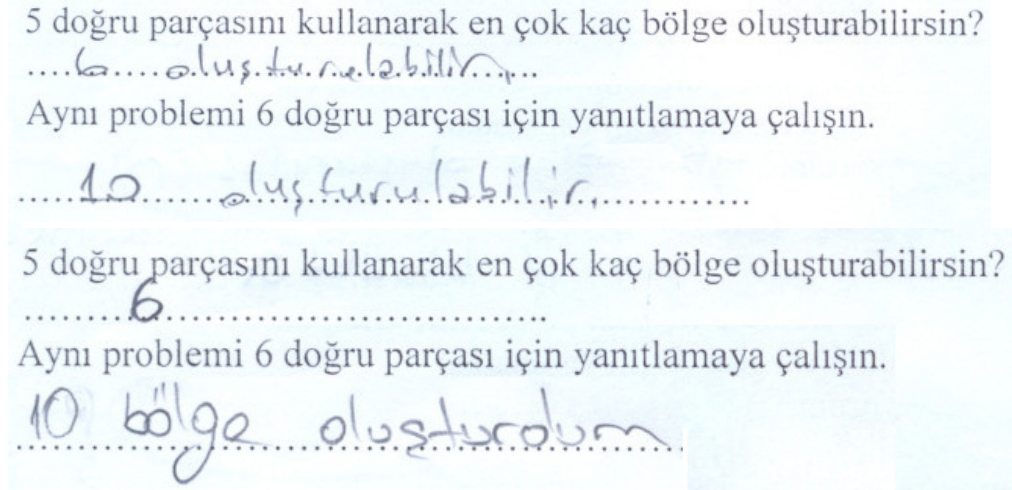 5 doğru parçasını kullanarak en çok kaç bölge oluşturabilirsin?
.....6..... oluşturulabilir.....
Aynı problemi 6 doğru parçası için yanıtlamaya çalışın.
.....10.......oluşturulabilir...............
5 doğru parçasını kullanarak en çok kaç bölge oluşturabilirsin?
.........6..................................
Aynı problemi 6 doğru parçası için yanıtlamaya çalışın.
10 bölge oluşturdum